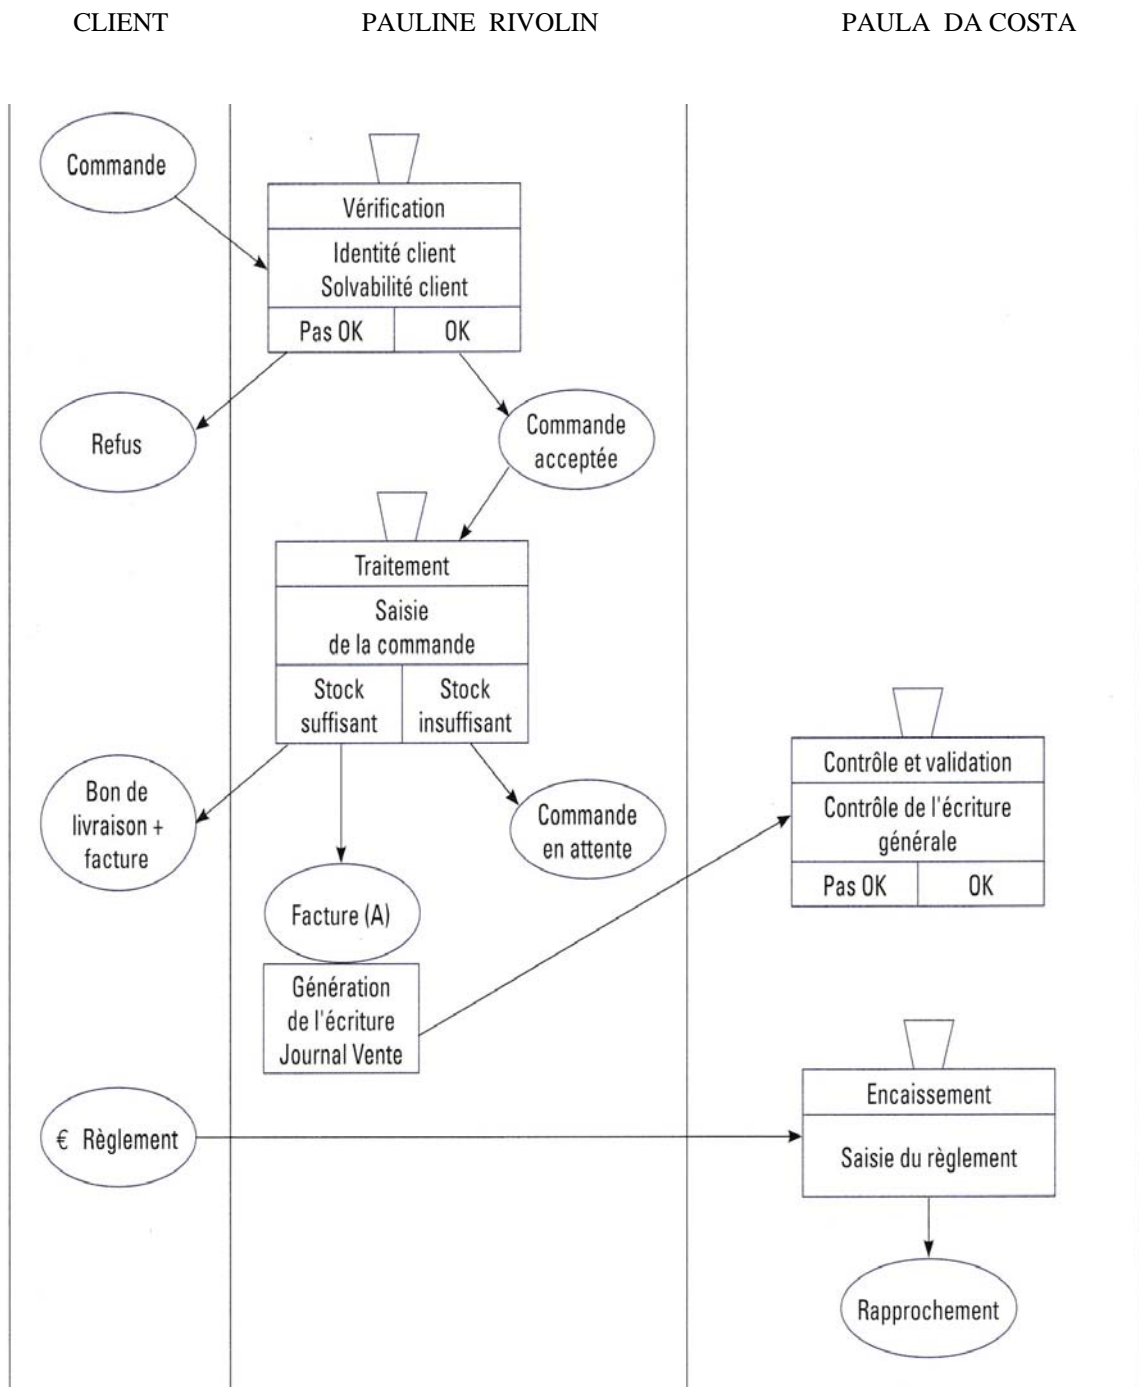 CLIENT
PAULINE RIVOLIN
PAULA DA COSTA
Commande
Vérification
Identité client
Solvabilité client
Pas OK
OK
Refus
Commande
acceptée
Traitement
Saisie
de la commande
Stock
suffisant
Stock
insuffisant
Bon de
livraison +
facture
Commande
en attente
Facture (A)
Génération
de l'écriture
Journal Vente
Contrôle et validation
Contrôle de l'écriture
générale
Pas OK
OK
€ Règlement
Encaissement
Saisie du règlement
Rapprochement